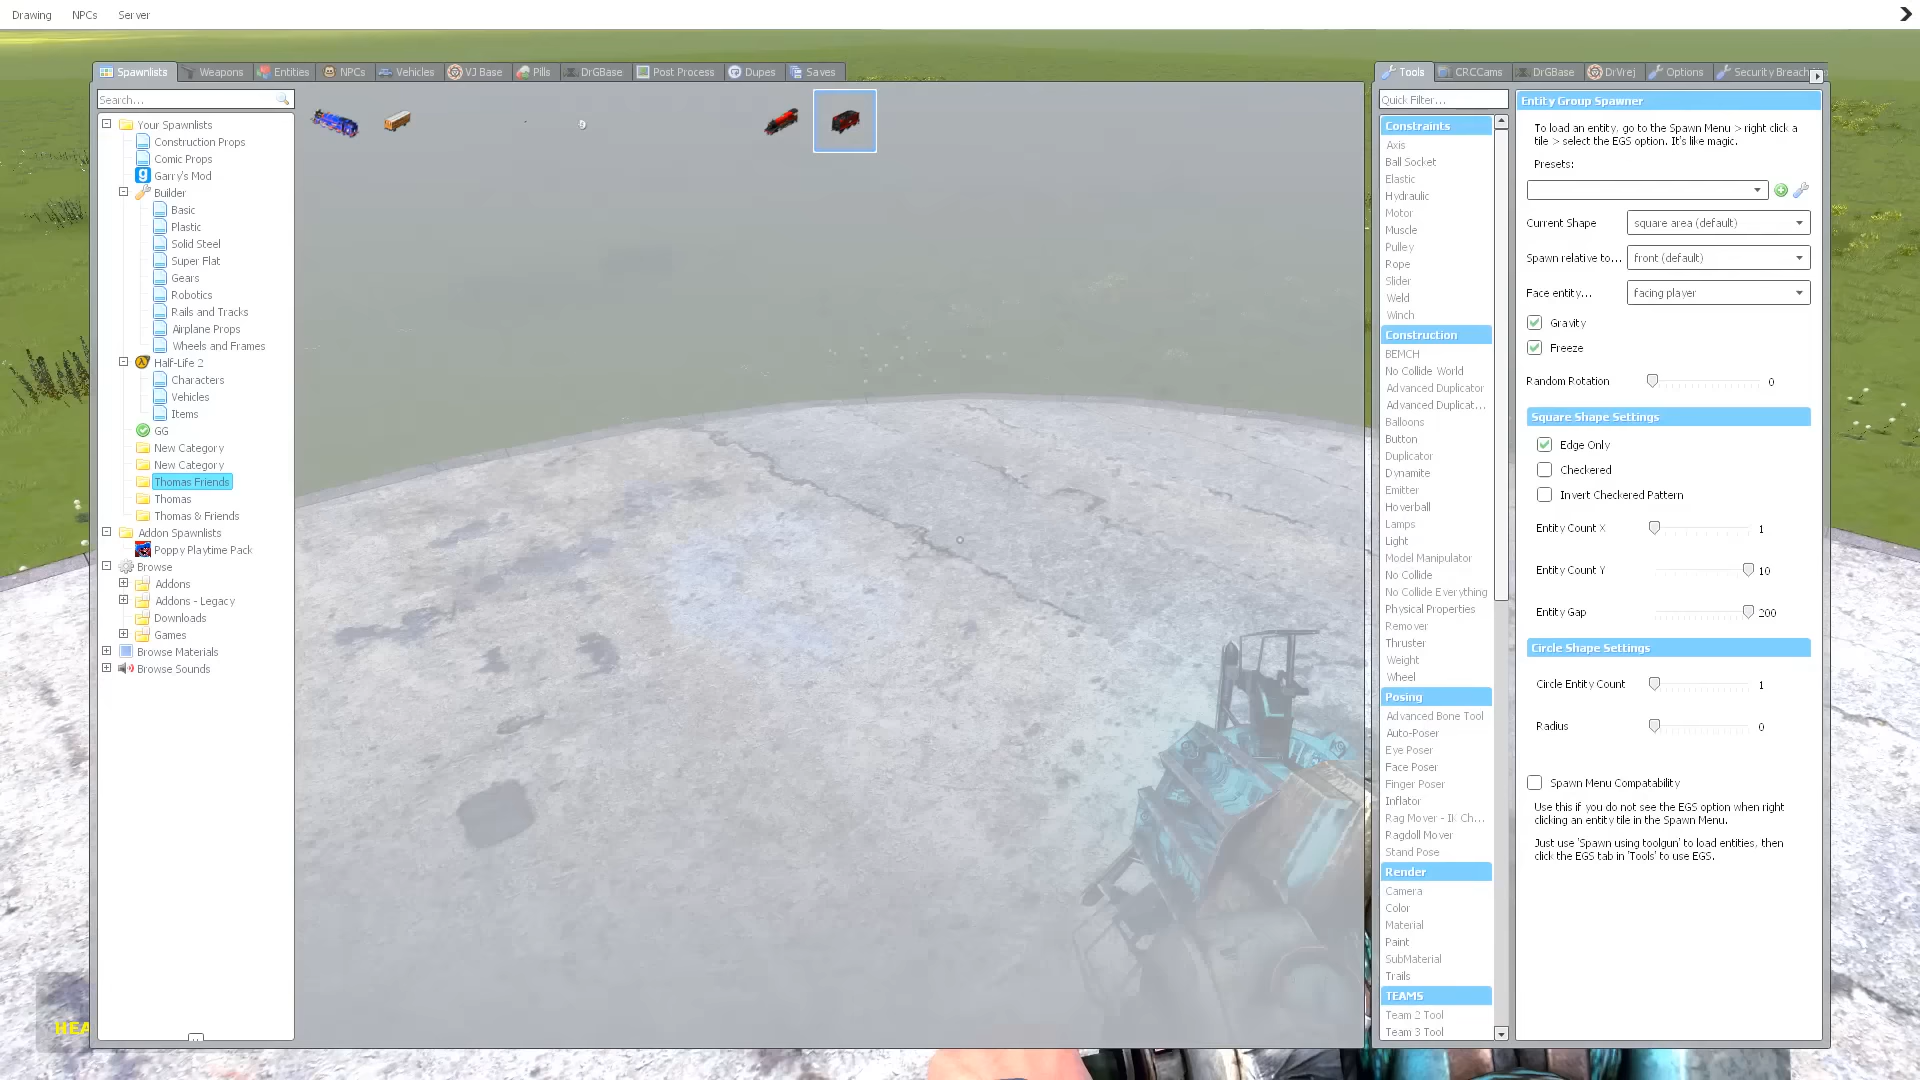 Drawing NPCs Server
Spawnlists Weapons Entities NPCs Vehicles VJ Base Pills DrGBase Post Process Dupes Saves
Search...
Your Spawnlists
Construction Props
Comic Props
Garry's Mod
Builder
Basic
Plastic
Solid Steel
Super Flat
Gears
Robotics
Rails and Tracks
Airplane Props
Wheels and Frames
Half-Life 2
Characters
Vehicles
Items
GG
New Category
New Category
Thomas Friends
Thomas
Thomas & Friends
Addon Spawnlists
Poppy Playtime Pack
Browse
Addons
Addons - Legacy
Downloads
Games
Browse Materials
Browse Sounds
HEA
Tools CRCCams DrGBase DrVrej Options Security Breach
Quick Filter...
Constraints
Axis
Ball Socket
Elastic
Hydraulic
Motor
Muscle
Pulley
Rope
Slider
Weld
Winch
Construction
BEMCH
No Collide World
Advanced Duplicator
Advanced Duplicat...
Balloons
Button
Duplicator
Dynamite
Emitter
Hoverball
Lamps
Light
Model Manipulator
No Collide
No Collide Everything
Physical Properties
Remover
Thruster
Weight
Wheel
Posing
Advanced Bone Tool
Auto-Poser
Eye Poser
Face Poser
Finger Poser
Inflator
Rag Mover - IK Ch...
Ragdoll Mover
Stand Pose
Render
Camera
Color
Material
Paint
SubMaterial
Trails
TEAMS
Team 2 Tool
Team 3 Tool
Entity Group Spawner
To load an entity, go to the Spawn Menu > right click a
tile > select the EGS option. It's like magic.
Presets:
Current Shape square area (default)
Spawn relative to... front (default)
Face entity... facing player
Gravity
Freeze
Random Rotation 0
Square Shape Settings
Edge Only
Checkered
Invert Checkered Pattern
Entity Count X 1
Entity Count Y 10
Entity Gap 200
Circle Shape Settings
Circle Entity Count 1
Radius 0
Spawn Menu Compatability
Use this if you do not see the EGS option when right
clicking an entity tile in the Spawn Menu.
Just use 'Spawn using toolgun' to load entities, then
click the EGS tab in 'Tools' to use EGS.